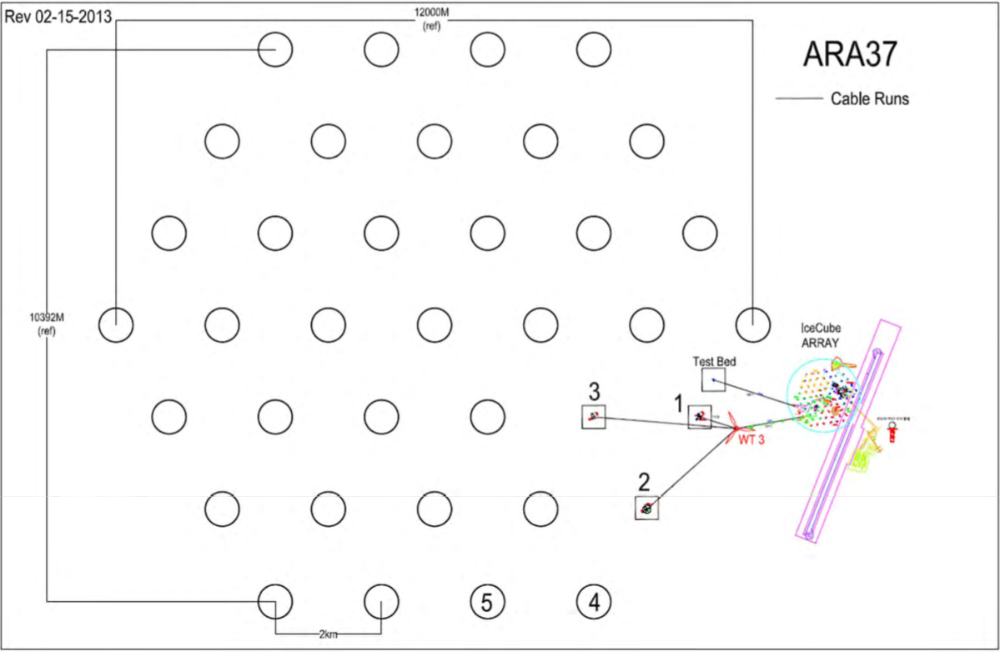 Rev 02-15-2013
12000M
(ref)
ARA37
Cable Runs
10392M
(ref)
IceCube
ARRAY
Test Bed
3
1
WT 3
2
5
4
2km